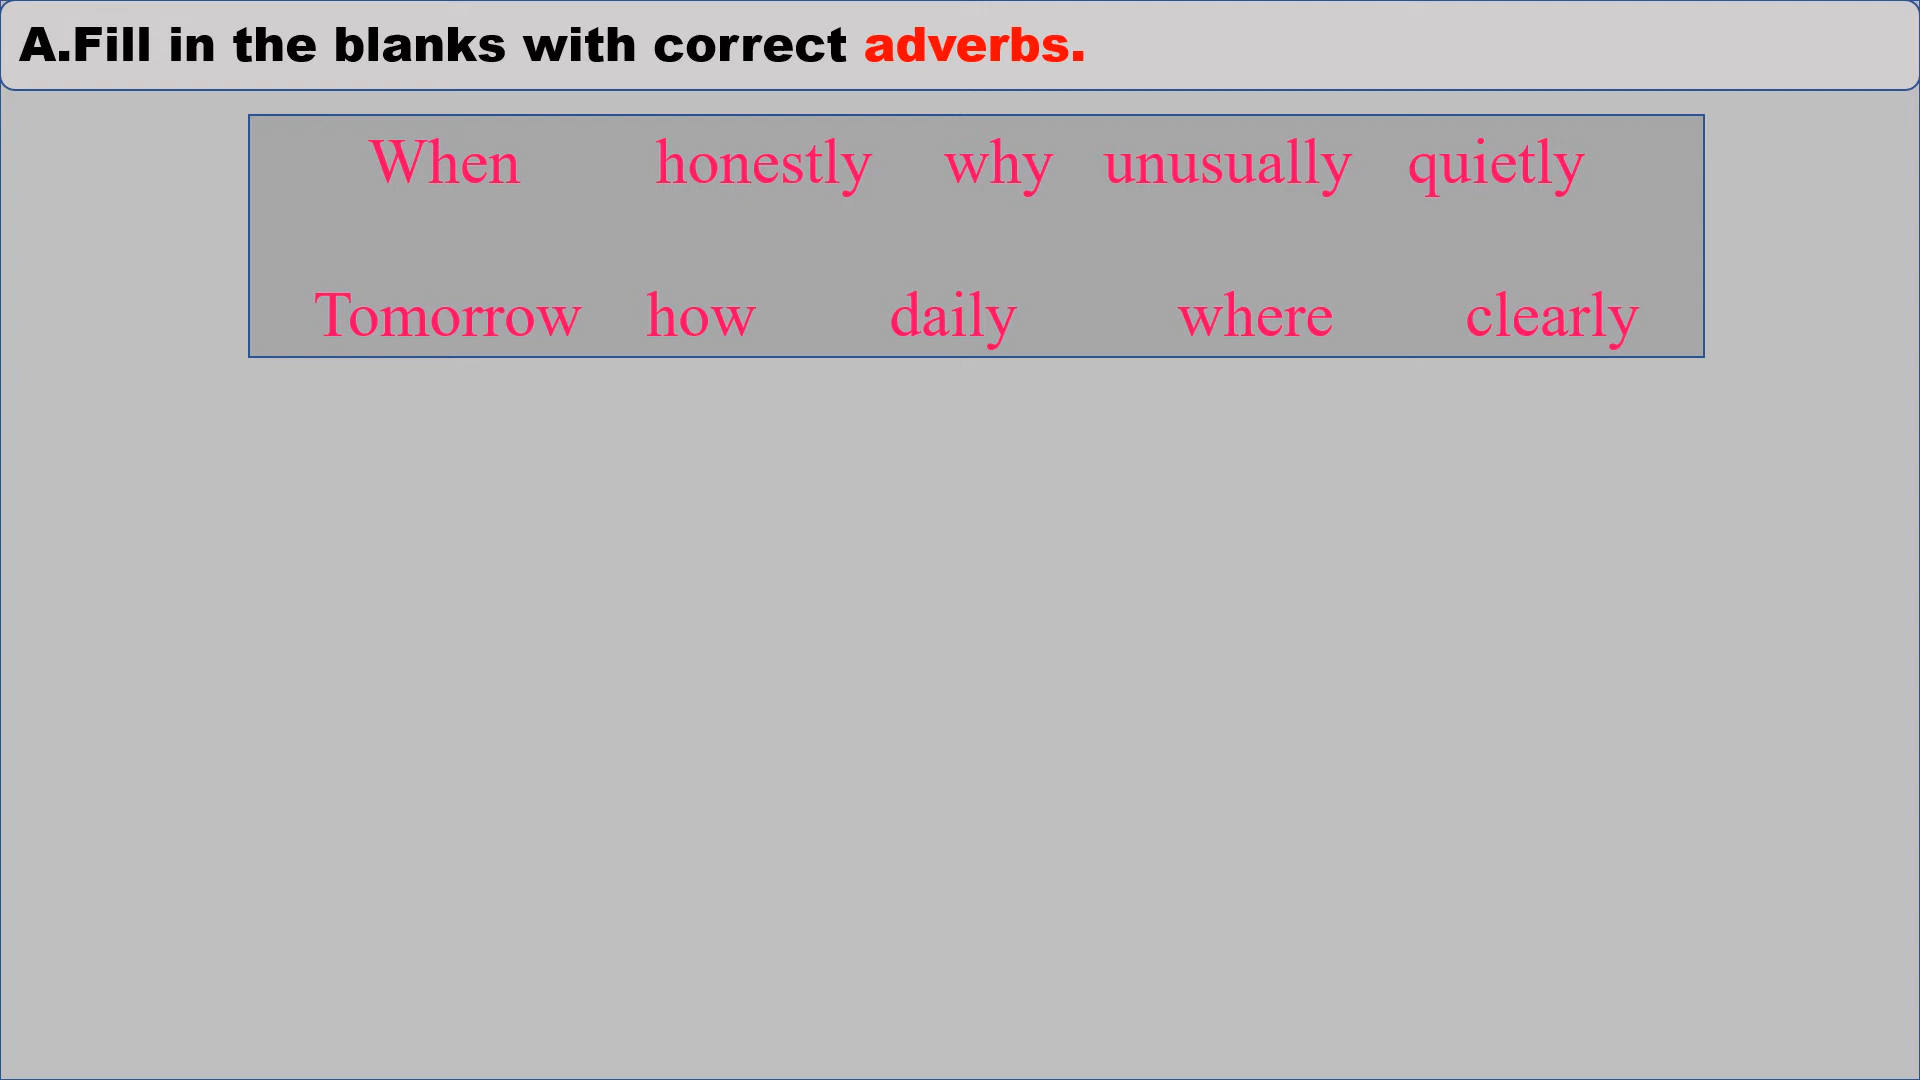 A.Fill in the blanks with correct adverbs.
When honestly why unusually quietly
Tomorrow how daily where clearly